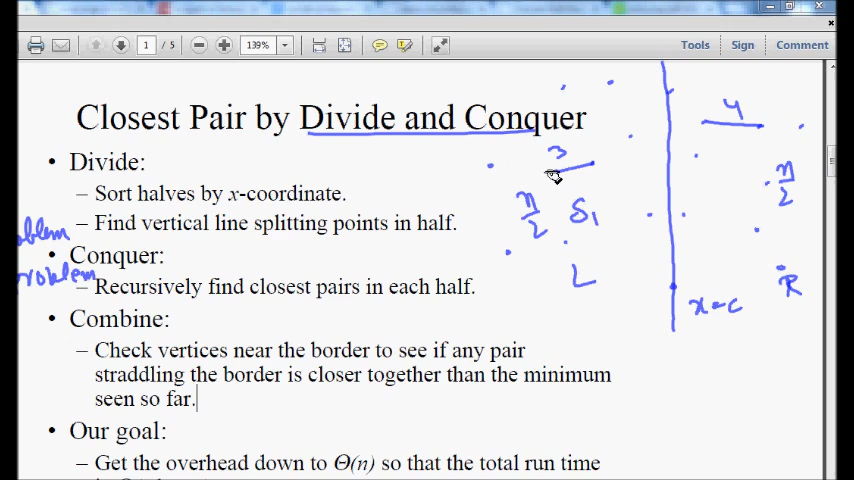 1 / 5
139%
Tools Sign Comment
Closest Pair by Divide and Conquer
• Divide:
– Sort halves by x-coordinate.
– Find vertical line splitting points in half.
• Conquer:
– Recursively find closest pairs in each half.
• Combine:
– Check vertices near the border to see if any pair
straddling the border is closer together than the minimum
seen so far.
• Our goal:
– Get the overhead down to Θ(n) so that the total run time
oblem
roblem
3
4
n/2
δ1
n/2
L
R
x=c